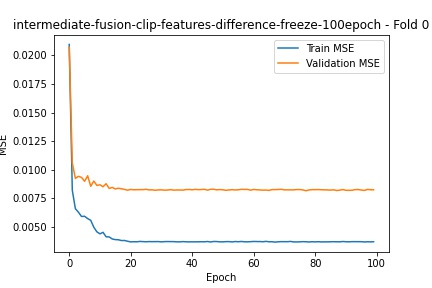 intermediate-fusion-clip-features-difference-freeze-100epoch - Fold 0
0.0200
0.0175
0.0150
0.0125
0.0100
0.0075
0.0050
MSE
Train MSE
Validation MSE
0 20 40 60 80 100
Epoch